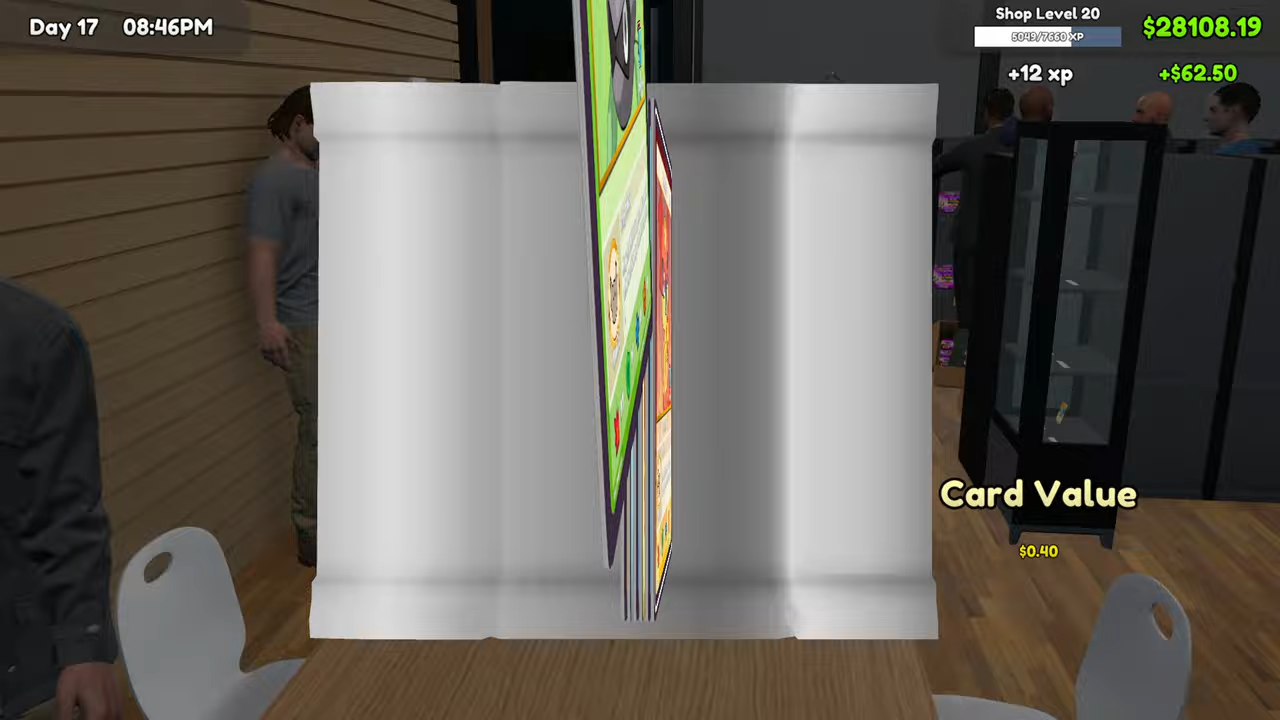 Day 17 08:46PM
Shop Level 20
$28108.19
5049/7660 XP
+12 xp
+$62.50
Card Value
$0.40